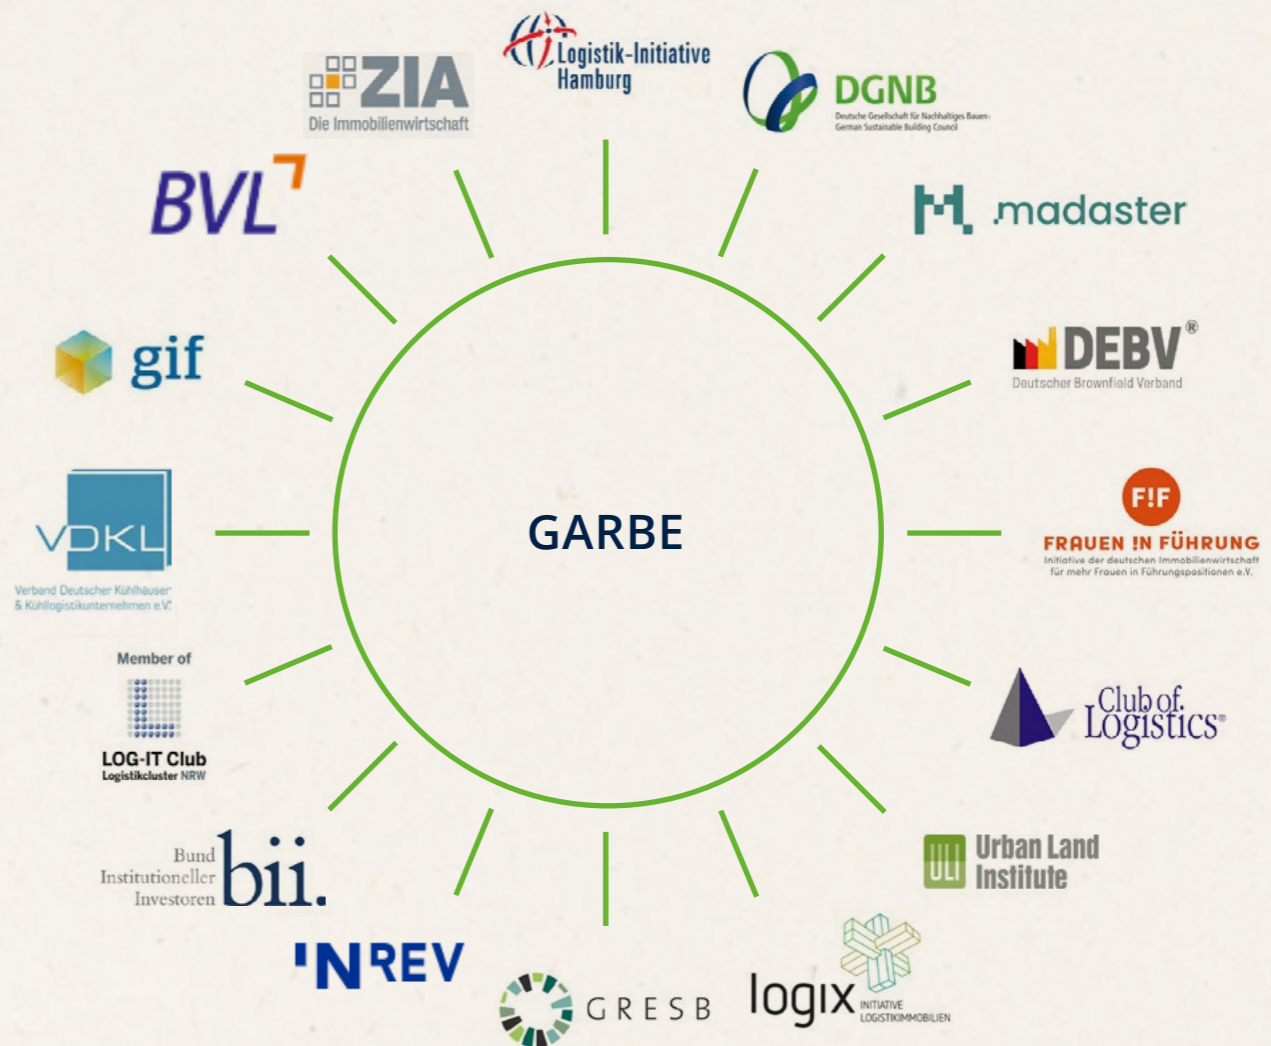 Logistik-Initiative
Hamburg
ZIA
Die Immobilienwirtschaft
DGNB
Deutsche Gesellschaft für Nachhaltiges Bauen
German Sustainable Building Council
BVL
M. .madaster
gif
DEBV®
Deutscher Brownfield Verband
VDKL
Verband Deutscher Kühlhäuser
& Kühllogistikunternehmen e.V.
GARBE
F!F
FRAUEN !N FÜHRUNG
Initiative der deutschen Immobilienwirtschaft
für mehr Frauen in Führungspositionen e.V.
Member of
L
LOG-IT Club
Logistikcluster NRW
Club of
Logistics®
Bund
Institutioneller
Investoren
bii.
ULI
Urban Land
Institute
INREV
GRESB
logix
INITIATIVE
LOGISTIKIMMOBILIEN